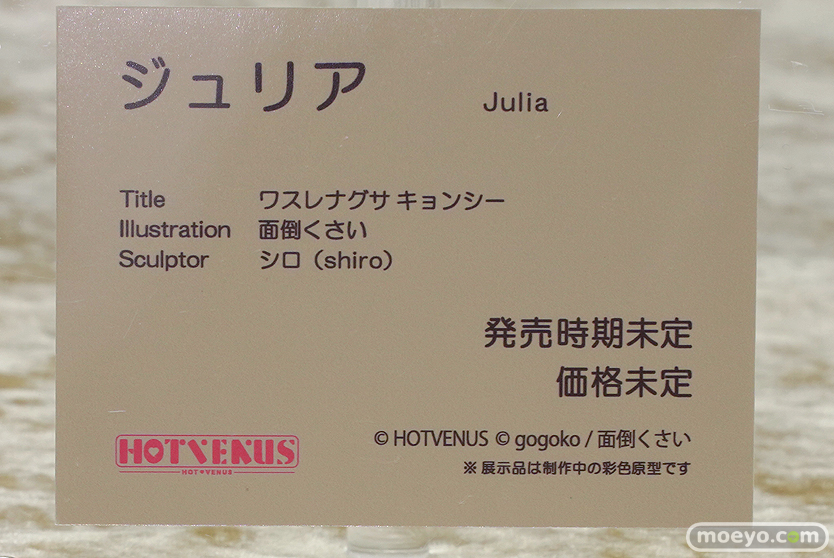 ジュリア Julia
Title ワスレナグサ キョンシー
Illustration 面倒くさい
Sculptor シロ（shiro）
発売時期未定
価格未定
© HOTVENUS © gogoko / 面倒くさい
※展示品は制作中の彩色原型です
HOTVENUS
HOT♥VENUS
moeyo.com